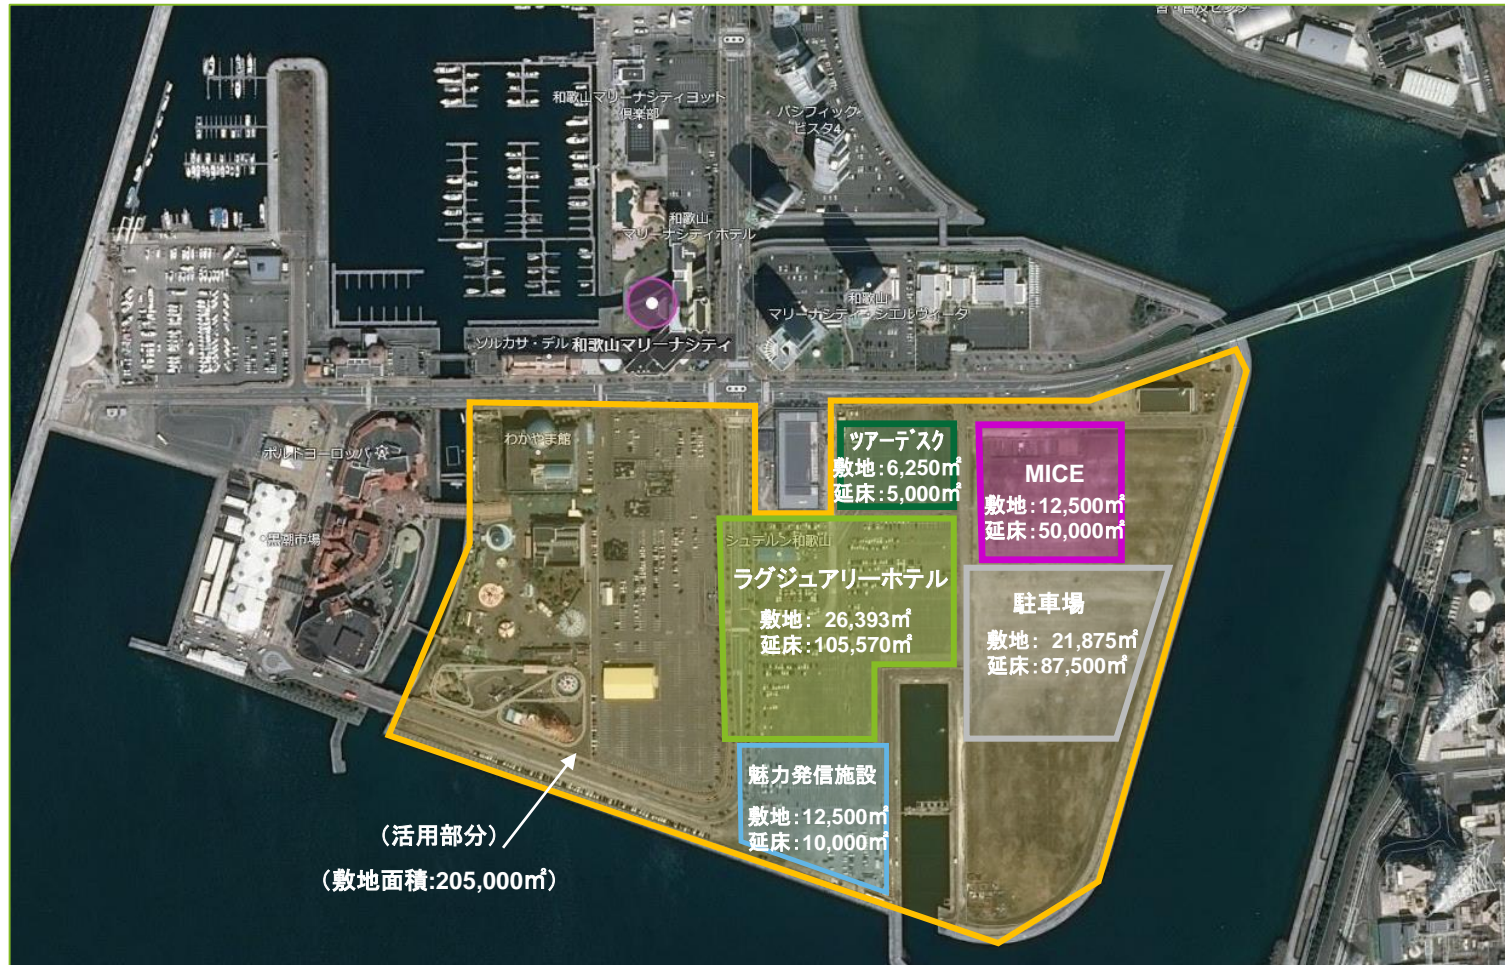 習・普及センター
和歌山マリーナシティヨット
倶楽部
パシフィック
ビスタ4
和歌山
マリーナシティホテル
和歌山
マリーナシティ・シエルヴィータ
ソルカサ・デル
和歌山マリーナシティ
ポルトヨーロッパ
わかやま館
黒潮市場
ツアーデスク
敷地:6,250㎡
延床:5,000㎡
MICE
敷地:12,500㎡
延床:50,000㎡
シュテルン和歌山
ラグジュアリーホテル
敷地: 26,393㎡
延床:105,570㎡
駐車場
敷地: 21,875㎡
延床:87,500㎡
魅力発信施設
敷地:12,500㎡
延床:10,000㎡
(活用部分)
(敷地面積:205,000㎡)